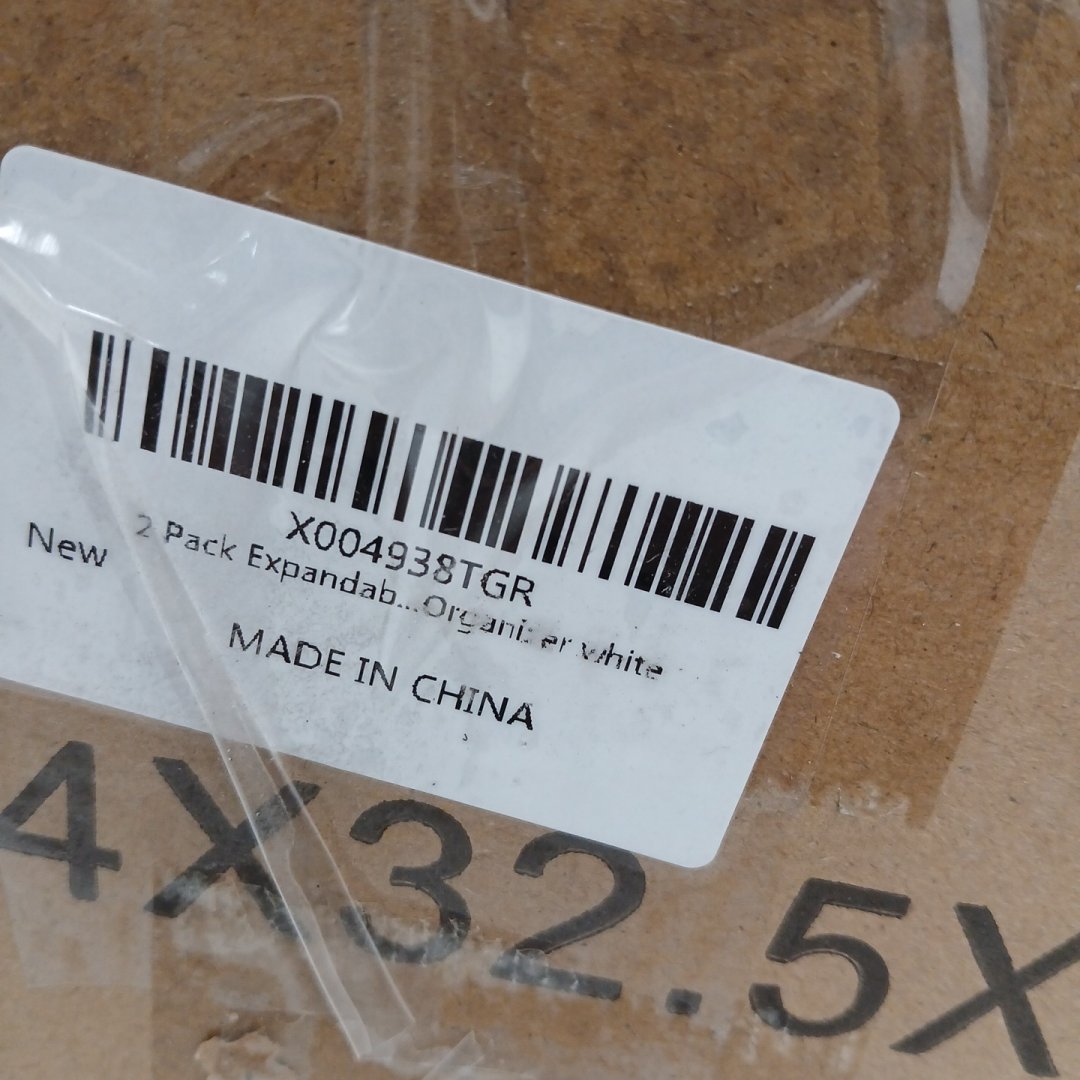 X004938TGR
New 2 Pack Expandab...Organizer white
MADE IN CHINA
4X32.5X